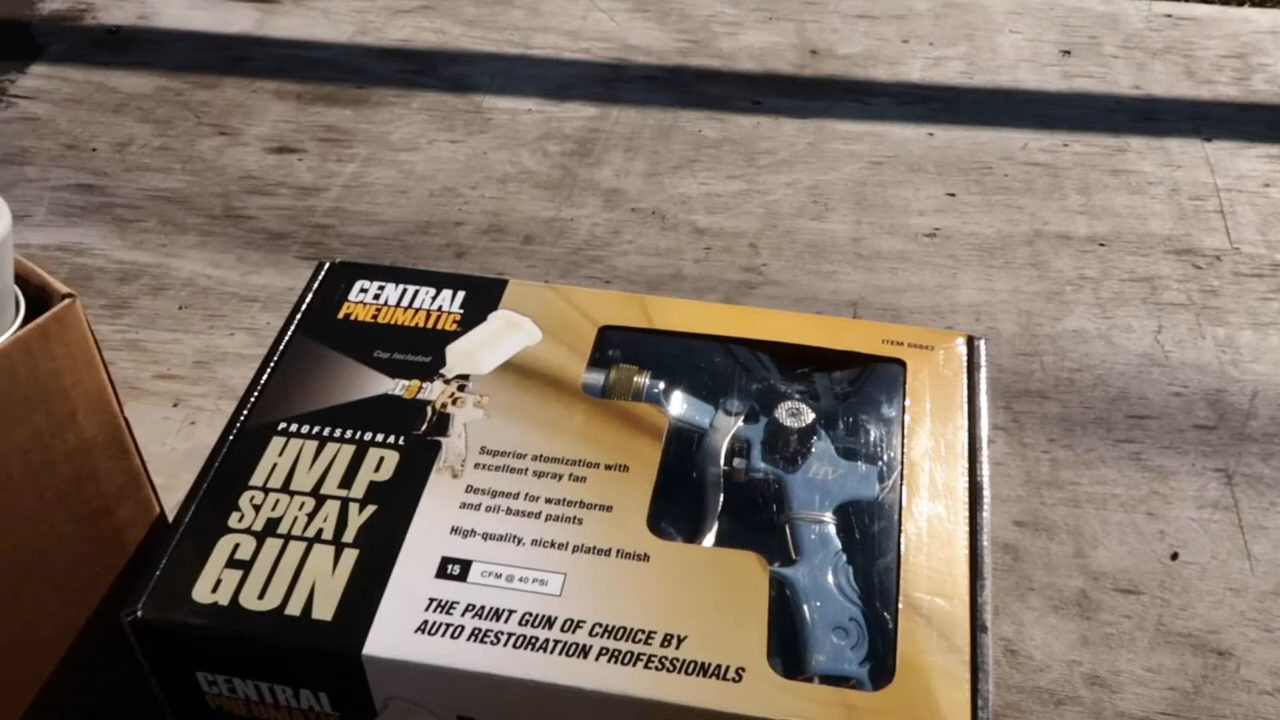 CENTRAL
PNEUMATIC
ITEM 68843
Cup Included
PROFESSIONAL
HVLP
SPRAY
GUN
Superior atomization with
excellent spray fan
Designed for waterborne
and oil-based paints
High-quality, nickel plated finish
15 CFM @ 40 PSI
THE PAINT GUN OF CHOICE BY
AUTO RESTORATION PROFESSIONALS
HV
CENTRAL
PNEUMATIC